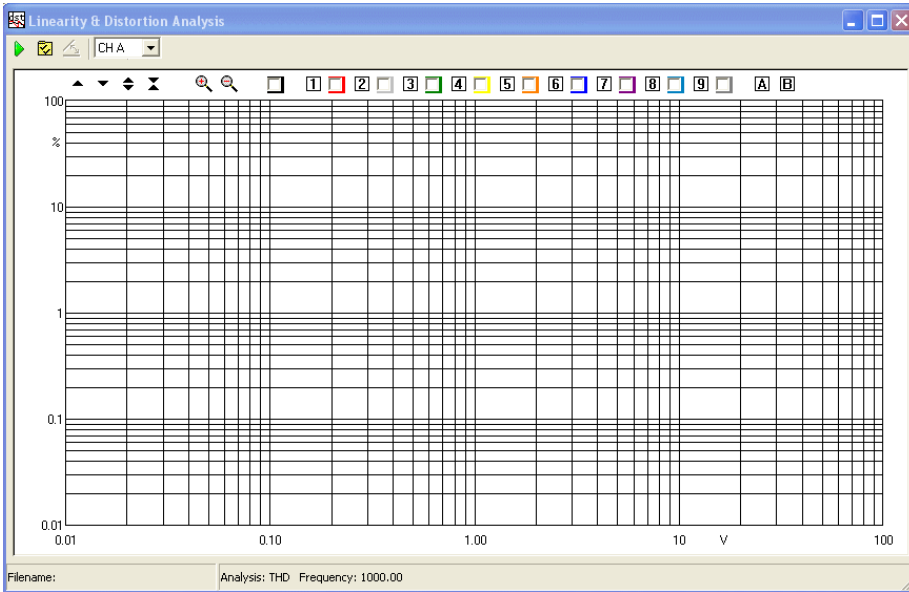 dst Linearity & Distortion Analysis
CH A
1 2 3 4 5 6 7 8 9 A B
100
%
10
1
0.1
0.01
0.01 0.10 1.00 10 V 100
Filename: Analysis: THD Frequency: 1000.00